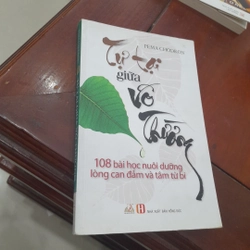 PEMA CHÖDRÖN
Tự tại
giữa
vô
Thường
108 bài học nuôi dưỡng
lòng can đảm và tâm từ bi